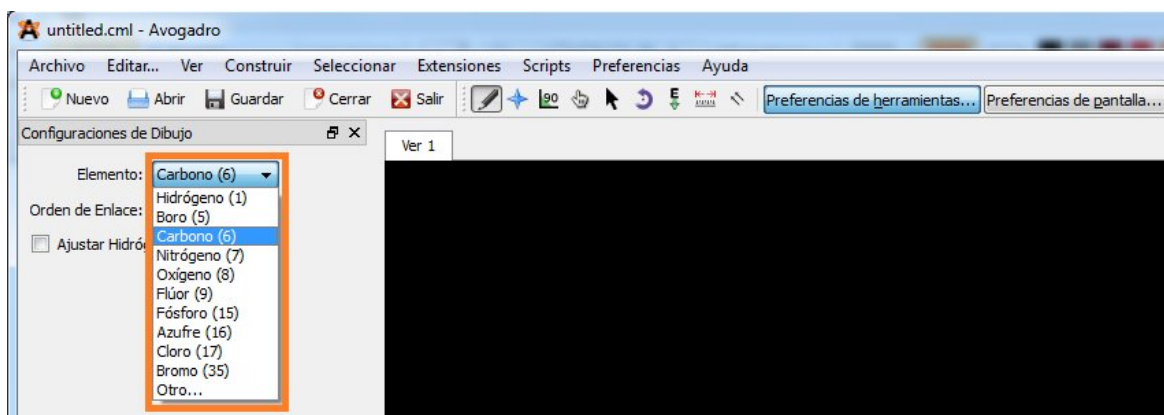 untitled.cml - Avogadro
Archivo Editar... Ver Construir Seleccionar Extensiones Scripts Preferencias Ayuda
Nuevo Abrir Guardar Cerrar Salir 90 E H H Preferencias de herramientas... Preferencias de pantalla...
Configuraciones de Dibujo
Ver 1
Elemento: Carbono (6)
Hidrógeno (1)
Orden de Enlace:
Boro (5)
Carbono (6)
Ajustar Hidróg
Nitrógeno (7)
Oxígeno (8)
Flúor (9)
Fósforo (15)
Azufre (16)
Cloro (17)
Bromo (35)
Otro...